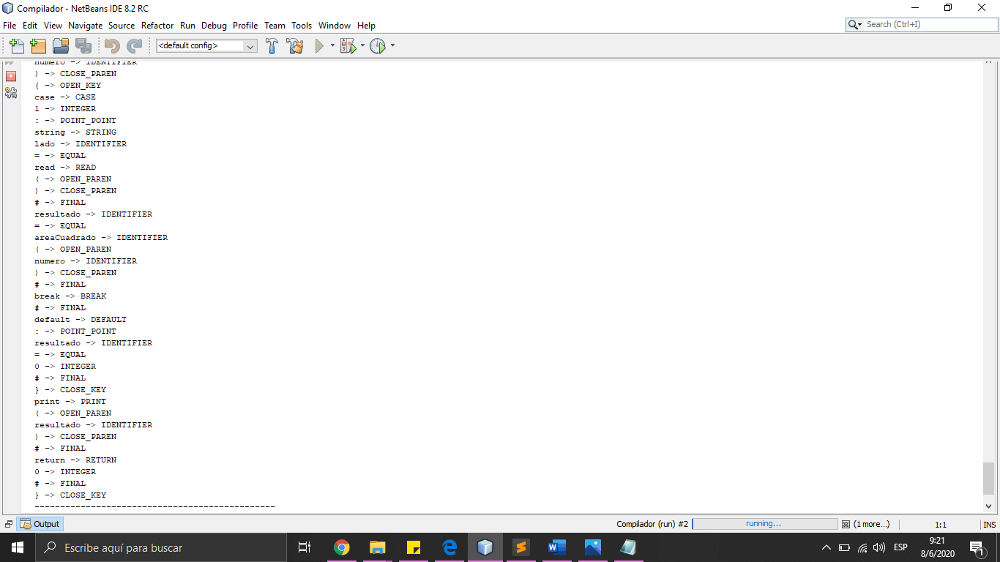 Compilador - NetBeans IDE 8.2 RC
File Edit View Navigate Source Refactor Run Debug Profile Team Tools Window Help
Search (Ctrl+I)
<default config>
numero -> IDENTIFIER
) -> CLOSE_PAREN
{ -> OPEN_KEY
case -> CASE
1 -> INTEGER
: -> POINT_POINT
string -> STRING
lado -> IDENTIFIER
= -> EQUAL
read -> READ
( -> OPEN_PAREN
) -> CLOSE_PAREN
# -> FINAL
resultado -> IDENTIFIER
= -> EQUAL
areaCuadrado -> IDENTIFIER
( -> OPEN_PAREN
numero -> IDENTIFIER
) -> CLOSE_PAREN
# -> FINAL
break -> BREAK
# -> FINAL
default -> DEFAULT
: -> POINT_POINT
resultado -> IDENTIFIER
= -> EQUAL
0 -> INTEGER
# -> FINAL
} -> CLOSE_KEY
print -> PRINT
( -> OPEN_PAREN
resultado -> IDENTIFIER
) -> CLOSE_PAREN
# -> FINAL
return -> RETURN
0 -> INTEGER
# -> FINAL
} -> CLOSE_KEY
-----------------------------------------------
Output Compilador (run) #2 running... (1 more...) 1:1 INS
Escribe aquí para buscar ESP 9:21
8/6/2020 1